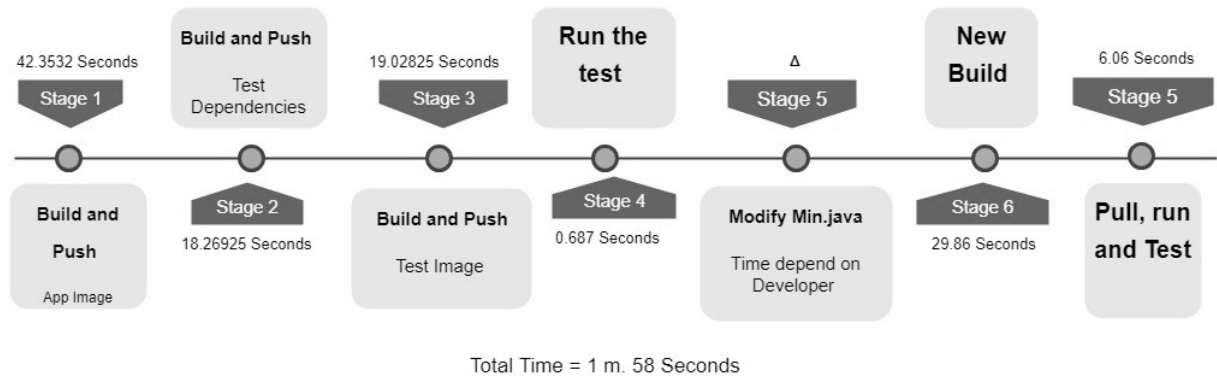 42.3532 Seconds
Stage 1
Build and
Push
App Image
Build and Push
Test
Dependencies
Stage 2
18.26925 Seconds
19.02825 Seconds
Stage 3
Build and Push
Test Image
Run the
test
Stage 4
0.687 Seconds
Δ
Stage 5
Modify Min.java
Time depend on
Developer
New
Build
Stage 6
29.86 Seconds
6.06 Seconds
Stage 5
Pull, run
and Test
Total Time = 1 m. 58 Seconds